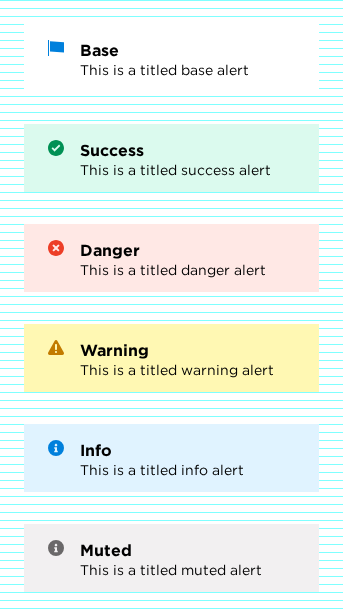 Base
This is a titled base alert
Success
This is a titled success alert
Danger
This is a titled danger alert
Warning
This is a titled warning alert
Info
This is a titled info alert
Muted
This is a titled muted alert